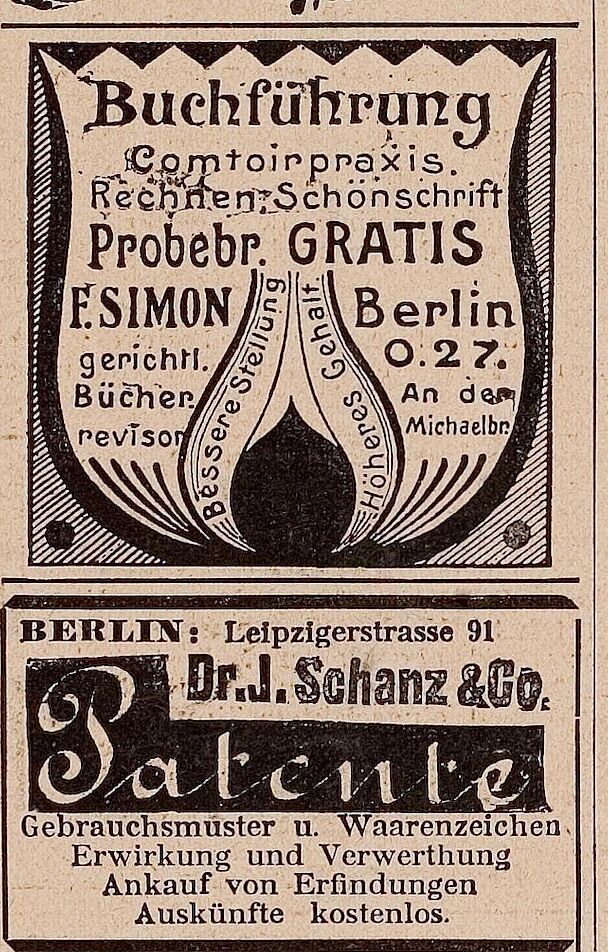 Buchführung
Comtoirpraxis.
Rechnen, Schönschrift
Probebr. GRATIS
F. SIMON
gerichtl.
Bücher-
revisor
Bessere Stellung
Höheres Gehalt
Berlin
O.27.
An der
Michaelbr.
BERLIN: Leipzigerstrasse 91
Dr. J. Schanz & Co.
Patente
Gebrauchsmuster u. Waarenzeichen
Erwirkung und Verwerthung
Ankauf von Erfindungen
Auskünfte kostenlos.